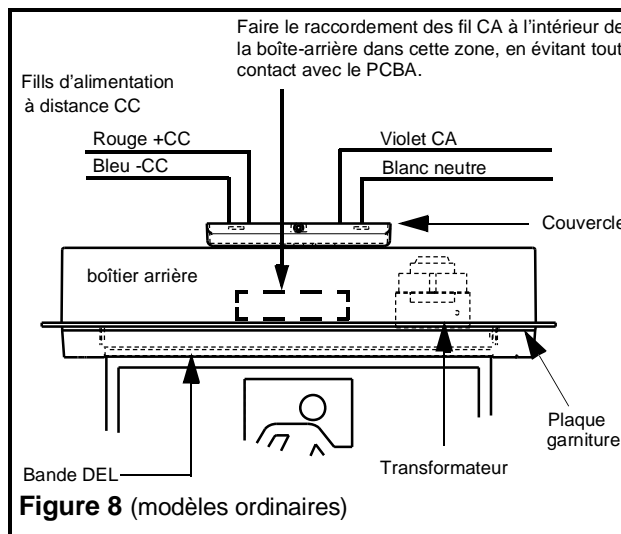 Faire le raccordement des fil CA à l'intérieur de
la boîte-arrière dans cette zone, en évitant tout
contact avec le PCBA.
Fills d'alimentation
à distance CC
Rouge +CC
Violet CA
Bleu -CC
Blanc neutre
Couvercle
boîtier arrière
Plaque
garniture
Bande DEL
Transformateur
Figure 8 (modèles ordinaires)